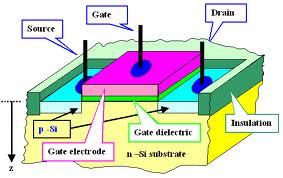 Gate
Drain
Source
p –Si
Gate dielectric
Insulation
Gate electrode
n –Si substrate
z